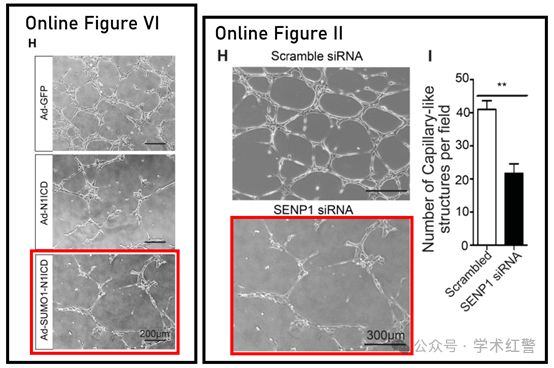 Online Figure VI
H
Ad-GFP
Ad-N1ICD
Ad-SUMO1-N1ICD
200μm
Online Figure II
H
Scramble siRNA
SENP1 siRNA
300μm
I
**
Number of Capillary-like
structures per field
50
40
30
20
10
0
Scrambled
SENP1 siRNA
公众号 · 学术红警